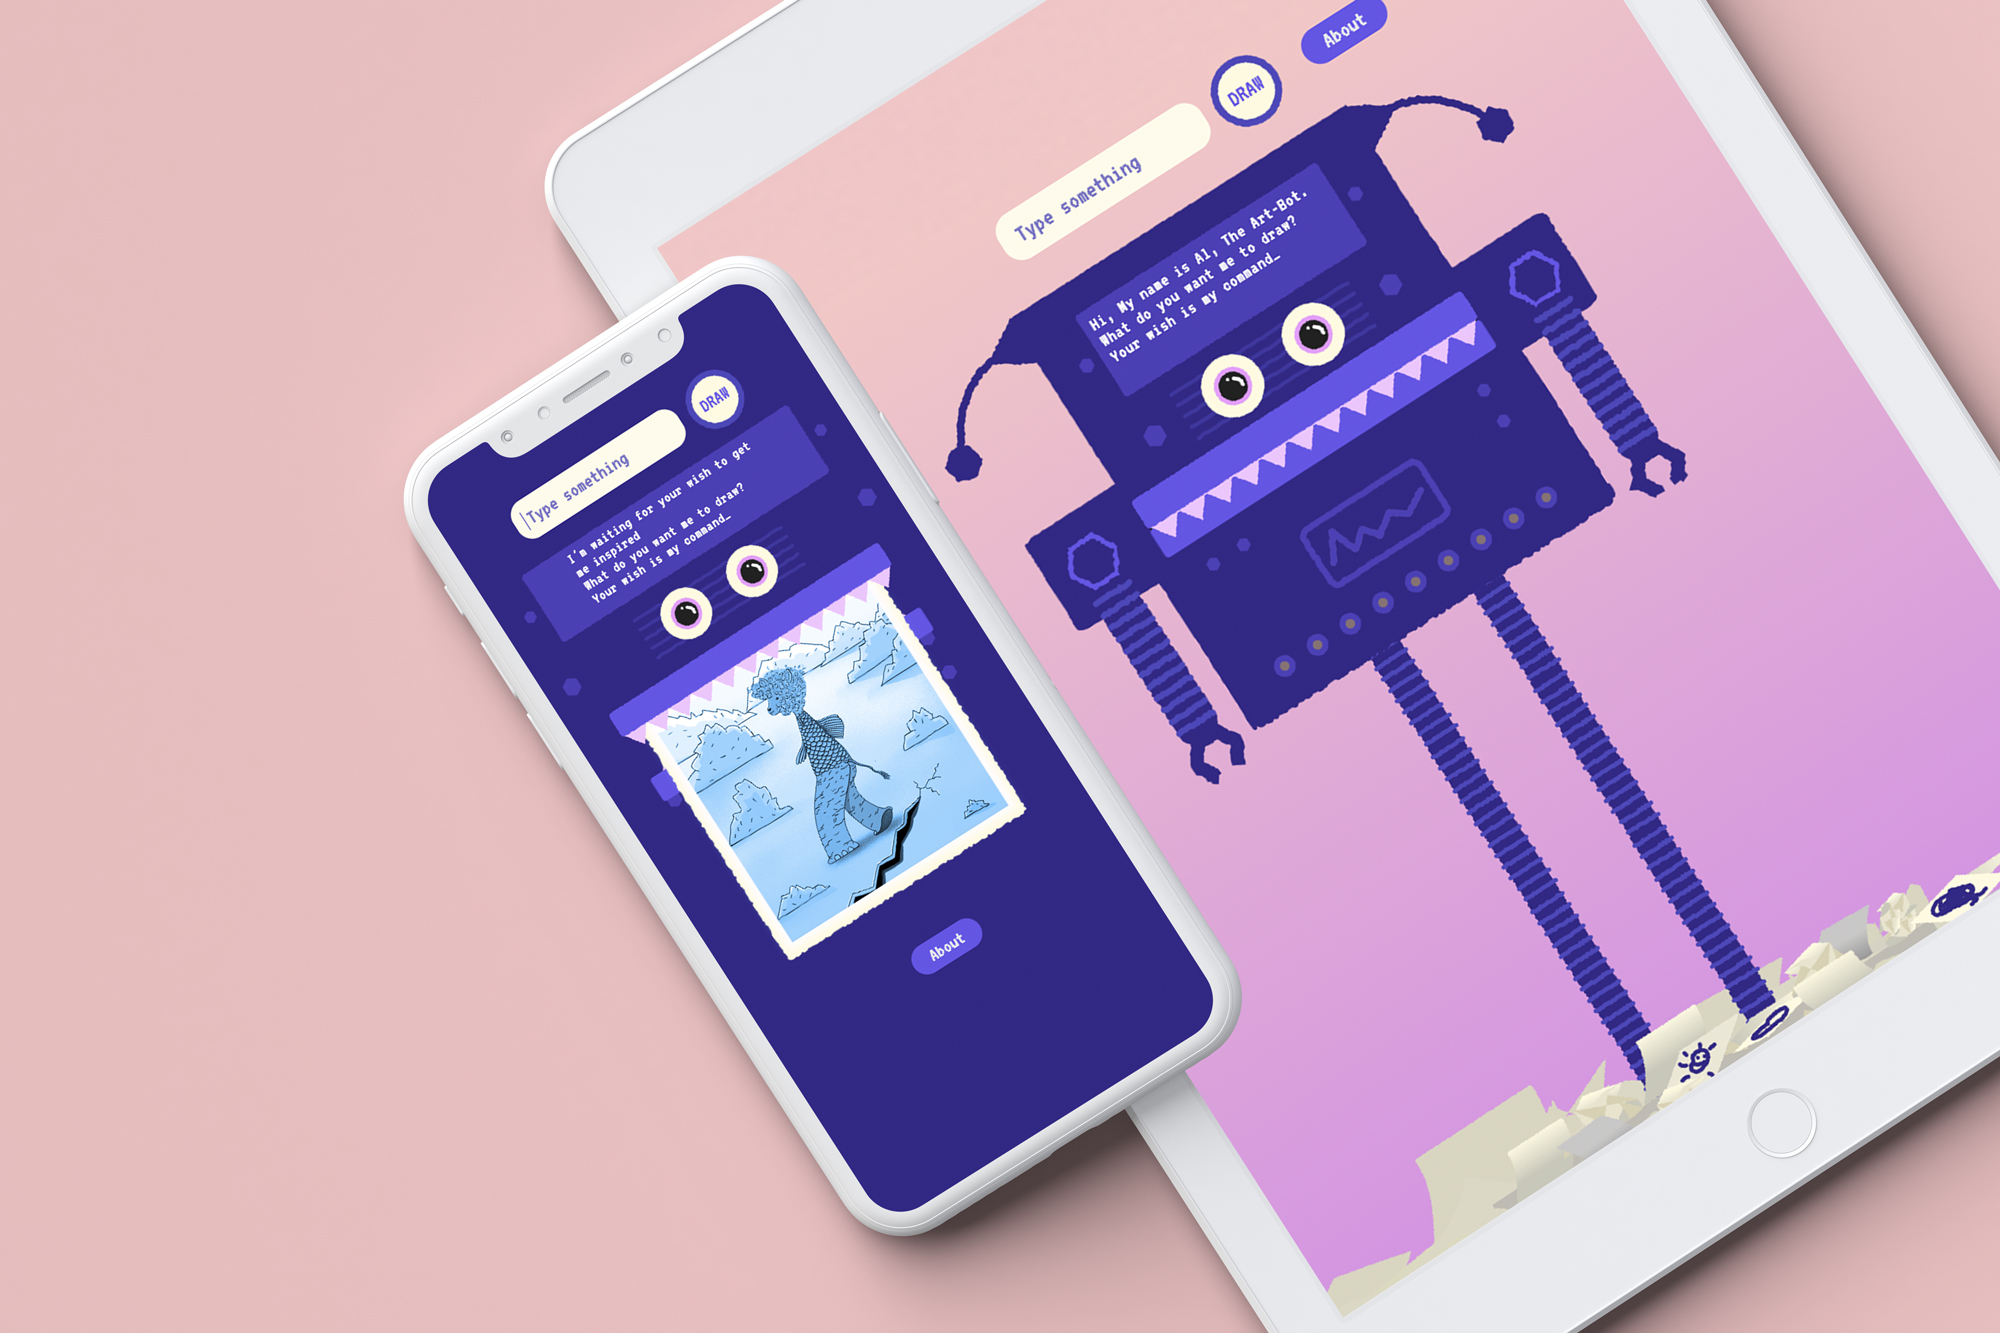 Type something
DRAW
I'm waiting for your wish to get
me inspired
What do you want me to draw?
Your wish is my command_
About
Type something
DRAW
About
Hi, My name is Al, The Art-Bot.
What do you want me to draw?
Your wish is my command_